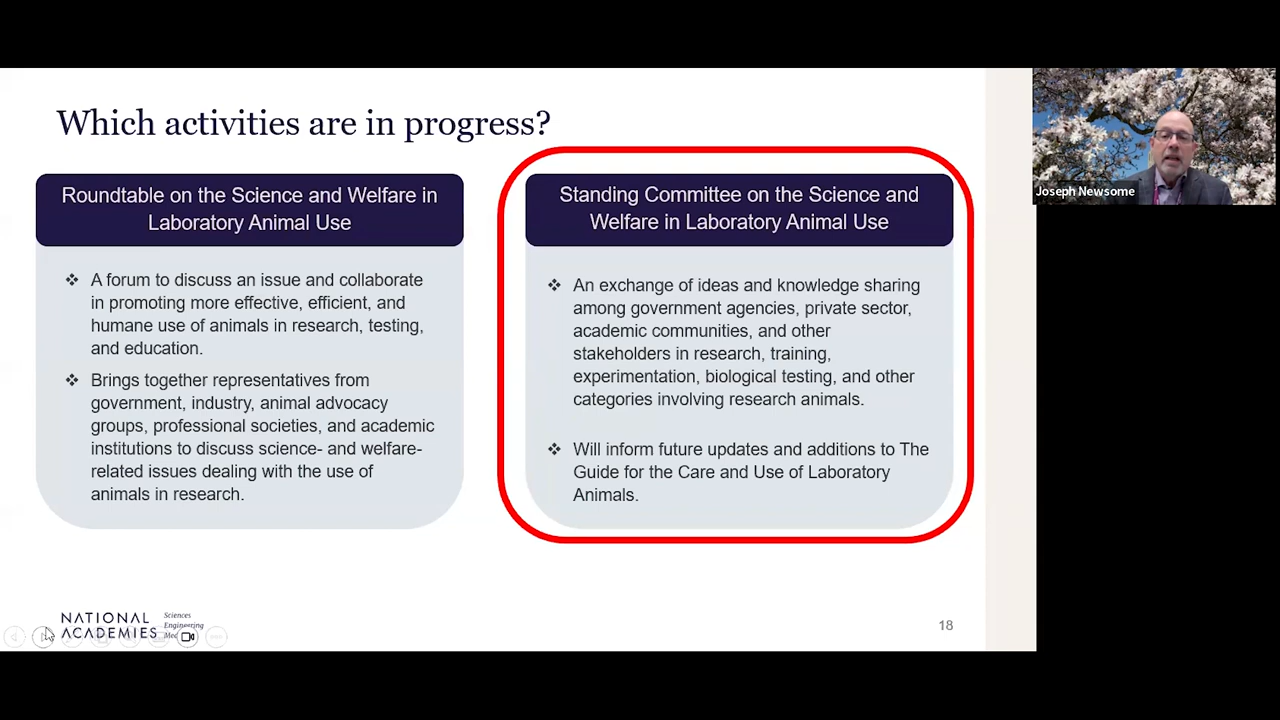 Which activities are in progress?
Joseph Newsome
Roundtable on the Science and Welfare in
Laboratory Animal Use
❖ A forum to discuss an issue and collaborate
in promoting more effective, efficient, and
humane use of animals in research, testing,
and education.
❖ Brings together representatives from
government, industry, animal advocacy
groups, professional societies, and academic
institutions to discuss science- and welfare-
related issues dealing with the use of
animals in research.
Standing Committee on the Science and
Welfare in Laboratory Animal Use
❖ An exchange of ideas and knowledge sharing
among government agencies, private sector,
academic communities, and other
stakeholders in research, training,
experimentation, biological testing, and other
categories involving research animals.
❖ Will inform future updates and additions to The
Guide for the Care and Use of Laboratory
Animals.
NATIONAL
ACADEMIES
Sciences
Engineering
18